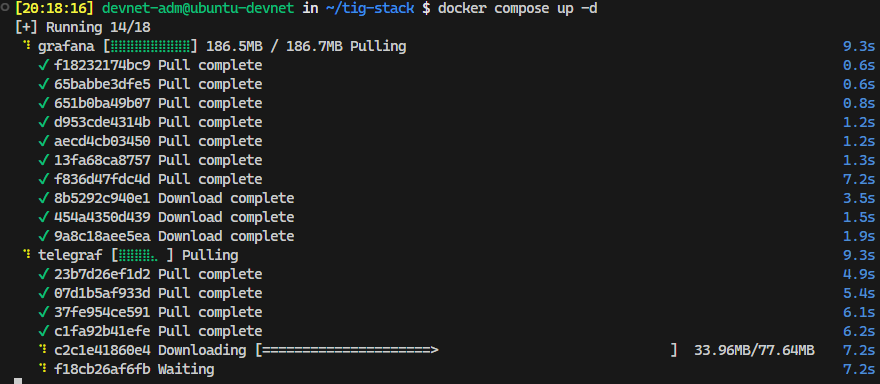 [20:18:16] devnet-adm@ubuntu-devnet in ~/tig-stack $ docker compose up -d
[+] Running 14/18
⠹ grafana [⣿⣿⣿⣿⣿⣿⣿⣿⣿⣿] 186.5MB / 186.7MB Pulling 9.3s
✓ f18232174bc9 Pull complete 0.6s
✓ 65babbe3dfe5 Pull complete 0.6s
✓ 651b0ba49b07 Pull complete 0.8s
✓ d953cde4314b Pull complete 1.2s
✓ aecd4cb03450 Pull complete 1.2s
✓ 13fa68ca8757 Pull complete 1.3s
✓ f836d47fdc4d Pull complete 7.2s
✓ 8b5292c940e1 Download complete 3.5s
✓ 454a4350d439 Download complete 1.5s
✓ 9a8c18aee5ea Download complete 1.9s
⠹ telegraf [⣿⣿⣿⣿⣄ ] Pulling 9.3s
✓ 23b7d26ef1d2 Pull complete 4.9s
✓ 07d1b5af933d Pull complete 5.4s
✓ 37fe954ce591 Pull complete 6.1s
✓ c1fa92b41efe Pull complete 6.2s
⠹ c2c1e41860e4 Downloading [=====================>                             ] 33.96MB/77.64MB 7.2s
⠹ f18cb26af6fb Waiting 7.2s